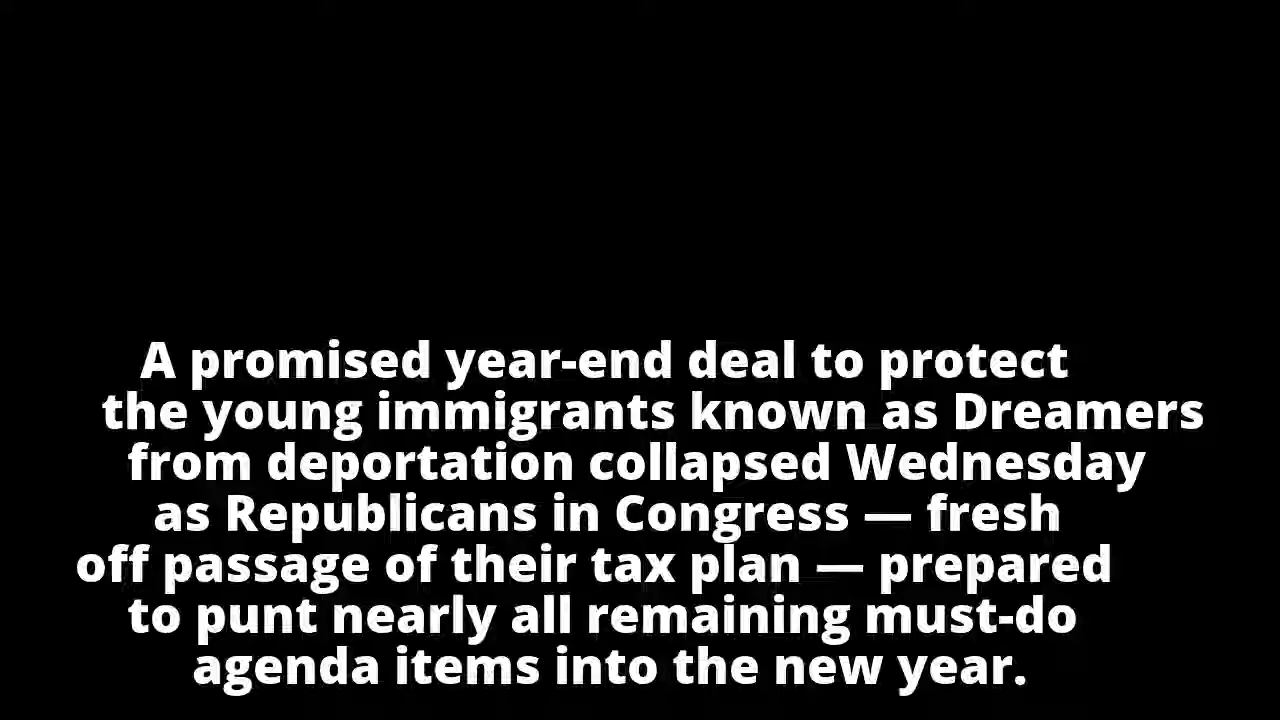 A promised year-end deal to protect
the young immigrants known as Dreamers
from deportation collapsed Wednesday
as Republicans in Congress — fresh
off passage of their tax plan — prepared
to punt nearly all remaining must-do
agenda items into the new year.